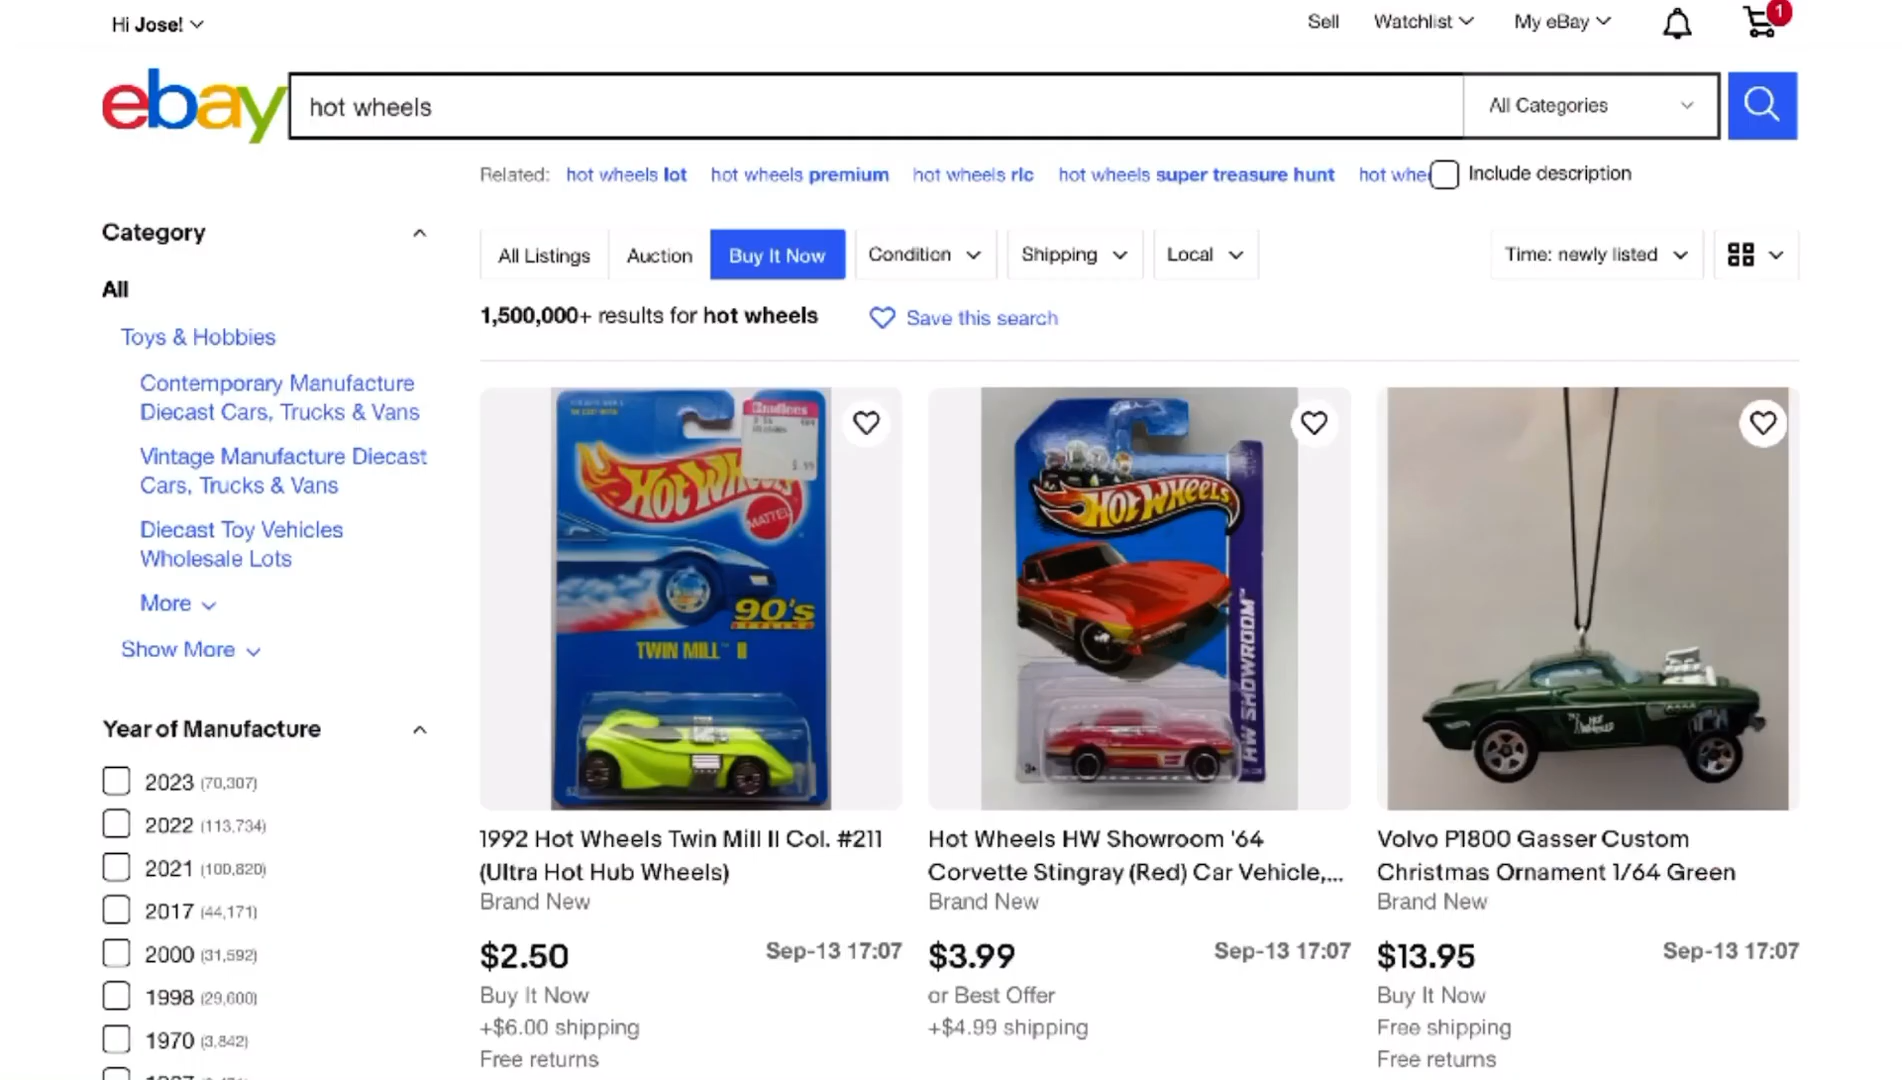 Hi Jose!
Sell
Watchlist
My eBay
1
ebay
hot wheels
All Categories
Related: hot wheels lot hot wheels premium hot wheels rlc hot wheels super treasure hunt hot whe
Include description
Category
All
Toys & Hobbies
Contemporary Manufacture
Diecast Cars, Trucks & Vans
Vintage Manufacture Diecast
Cars, Trucks & Vans
Diecast Toy Vehicles
Wholesale Lots
More
Show More
Year of Manufacture
2023 (70,307)
2022 (113,734)
2021 (100,820)
2017 (44,171)
2000 (31,592)
1998 (29,600)
1970 (3,842)
All Listings
Auction
Buy It Now
Condition
Shipping
Local
Time: newly listed
1,500,000+ results for hot wheels
Save this search
HOT WHEELS
MATTEL
90's
TWIN MILL II
1992 Hot Wheels Twin Mill II Col. #211
(Ultra Hot Hub Wheels)
Brand New
$2.50
Sep-13 17:07
Buy It Now
+$6.00 shipping
Free returns
HOT WHEELS
HW SHOWROOM™
3+
Hot Wheels HW Showroom '64
Corvette Stingray (Red) Car Vehicle,...
Brand New
$3.99
Sep-13 17:07
or Best Offer
+$4.99 shipping
Volvo P1800 Gasser Custom
Christmas Ornament 1/64 Green
Brand New
$13.95
Sep-13 17:07
Buy It Now
Free shipping
Free returns